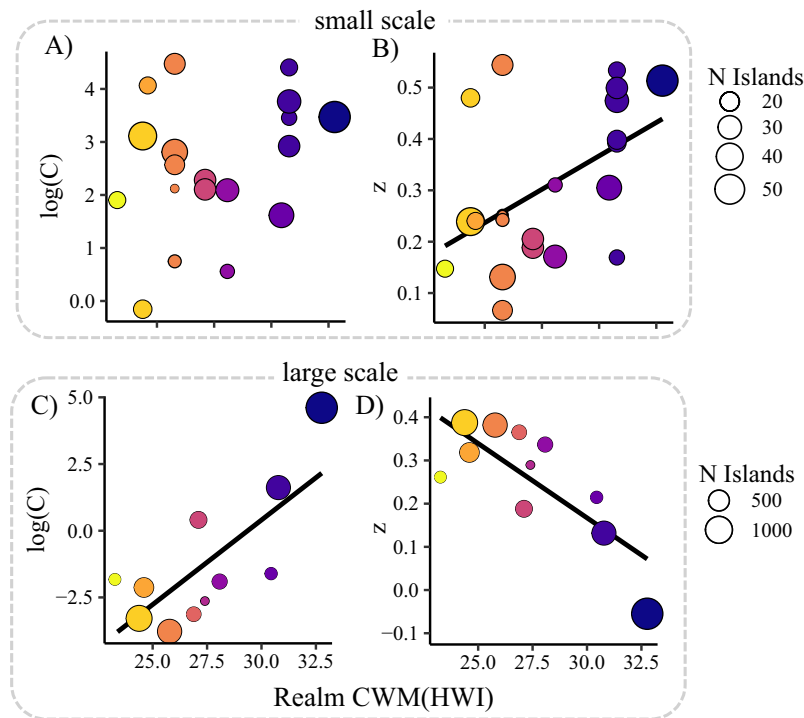 small scale
A)
B)
log(C)
4
3
2
1
0.0
z
0.5
0.4
0.3
0.2
0.1
N Islands
20
30
40
50
large scale
C)
D)
log(C)
5.0
2.5
0.0
−2.5
25.0 27.5 30.0 32.5
z
0.4
0.3
0.2
0.1
0.0
−0.1
25.0 27.5 30.0 32.5
N Islands
500
1000
Realm CWM(HWI)